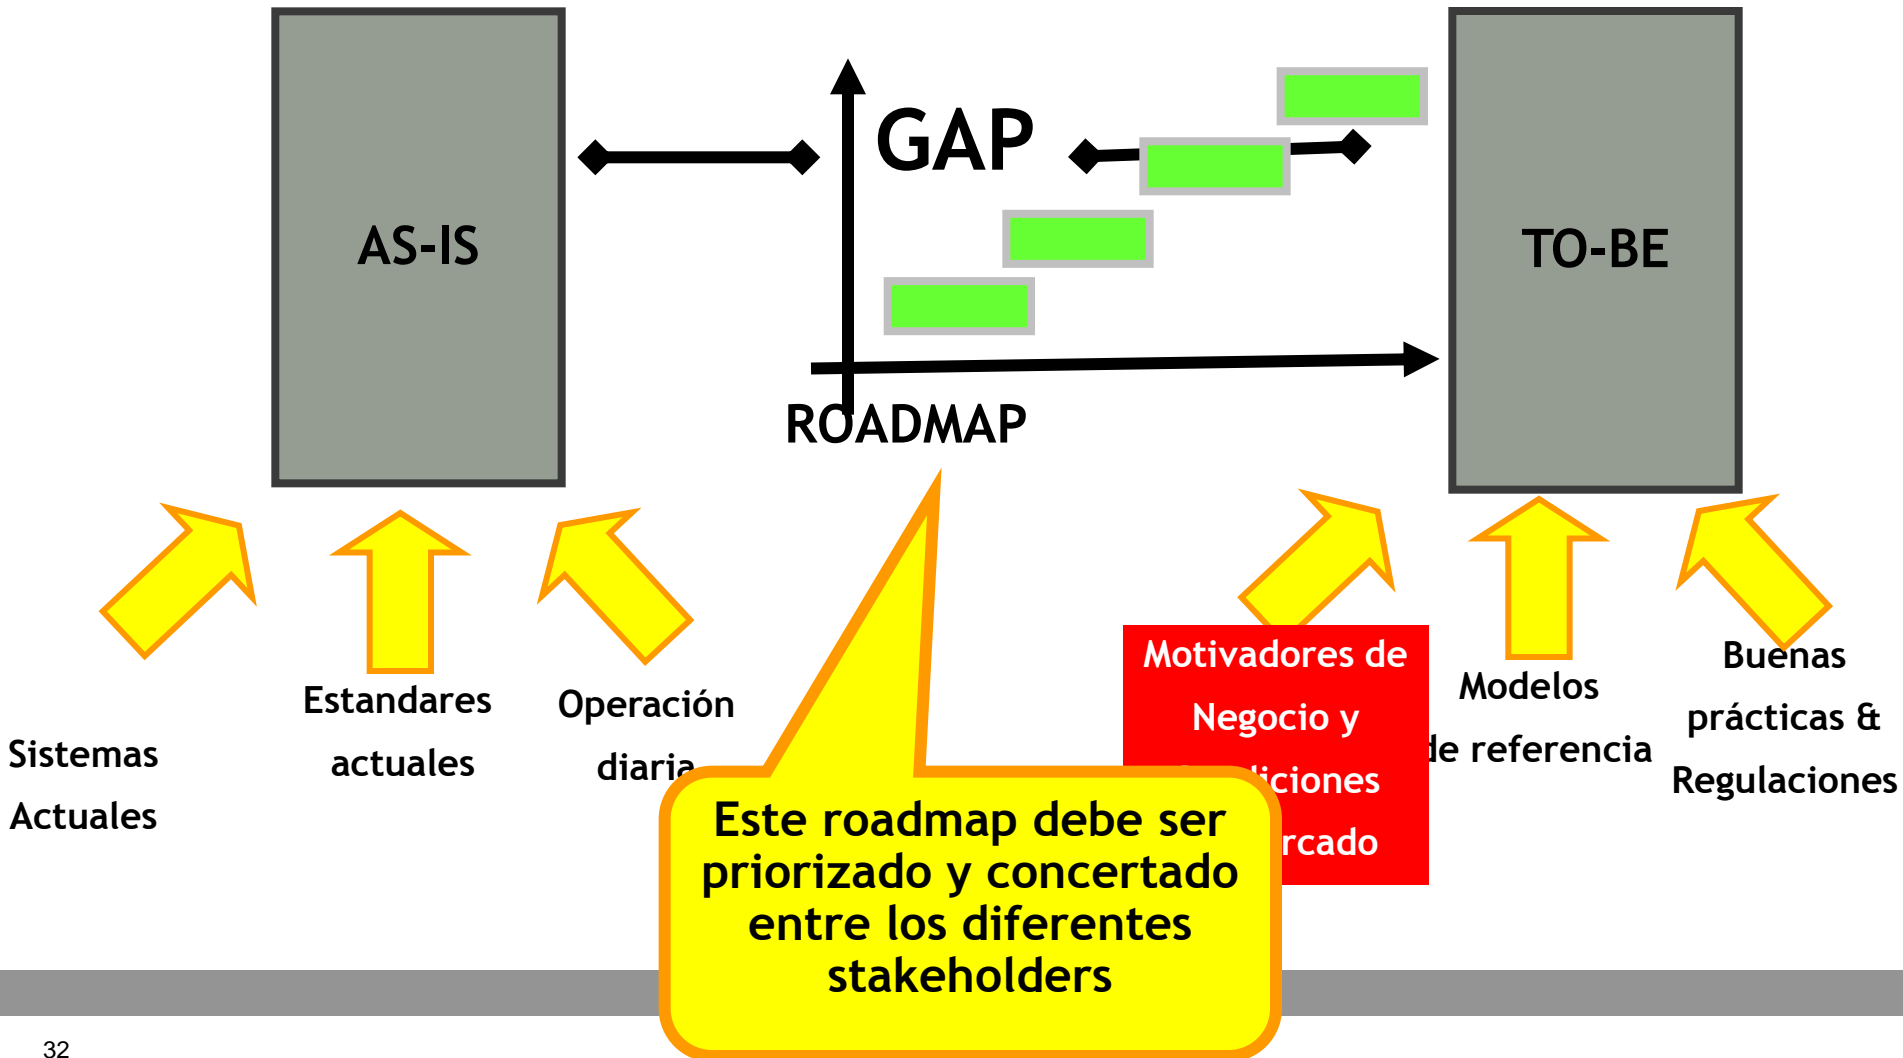 GAP
AS-IS
TO-BE
ROADMAP
Sistemas
Actuales
Estandares
actuales
Operación
diaria
Motivadores de
Negocio y
Modelos
de referencia
Buenas
prácticas &
Regulaciones
Este roadmap debe ser
priorizado y concertado
entre los diferentes
stakeholders
32